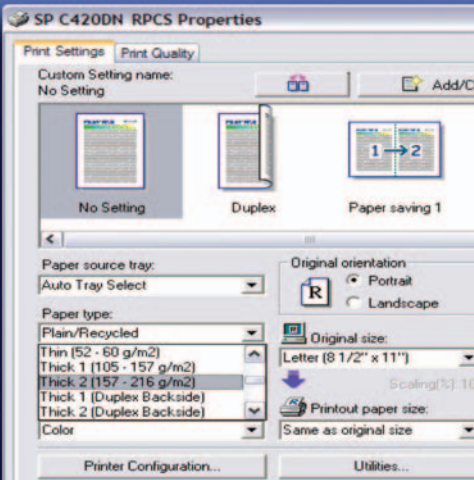 SP C420DN RPCS Properties
Print Settings Print Quality
Custom Setting name:
No Setting
Add/C
1 2
No Setting Duplex Paper saving 1
Paper source tray:
Auto Tray Select
Original orientation
R
Portrait
Landscape
Paper type:
Plain/Recycled
Thin (52 - 60 g/m2)
Thick 1 (105 - 157 g/m2)
Thick 2 (157 - 216 g/m2)
Thick 1 (Duplex Backside)
Thick 2 (Duplex Backside)
Color
Original size:
Letter (8 1/2" x 11")
Scaling(%): 10
Printout paper size:
Same as original size
Printer Configuration... Utilities...